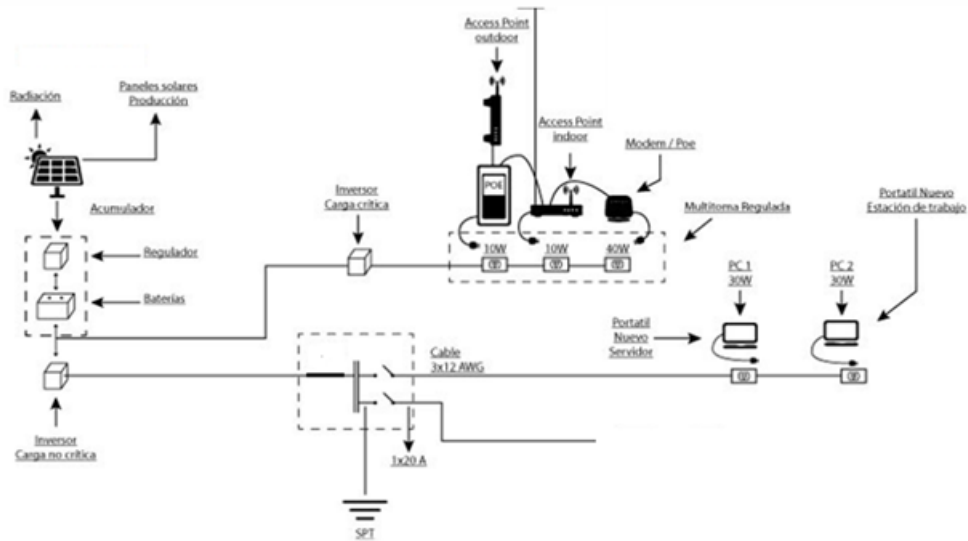 Access Point
outdoor
Radiación
Paneles solares
Producción
Access Point
indoor
Modem / Poe
POE
Inversor
Carga crítica
Portatil Nuevo
Estación de trabajo
Acumulador
Multitoma Regulada
Regulador
10W
10W
40W
PC 1
30W
PC 2
30W
Baterías
Portatil
Nuevo
Servidor
Cable
3x12 AWG
Inversor
Carga no crítica
1x20 A
SPT